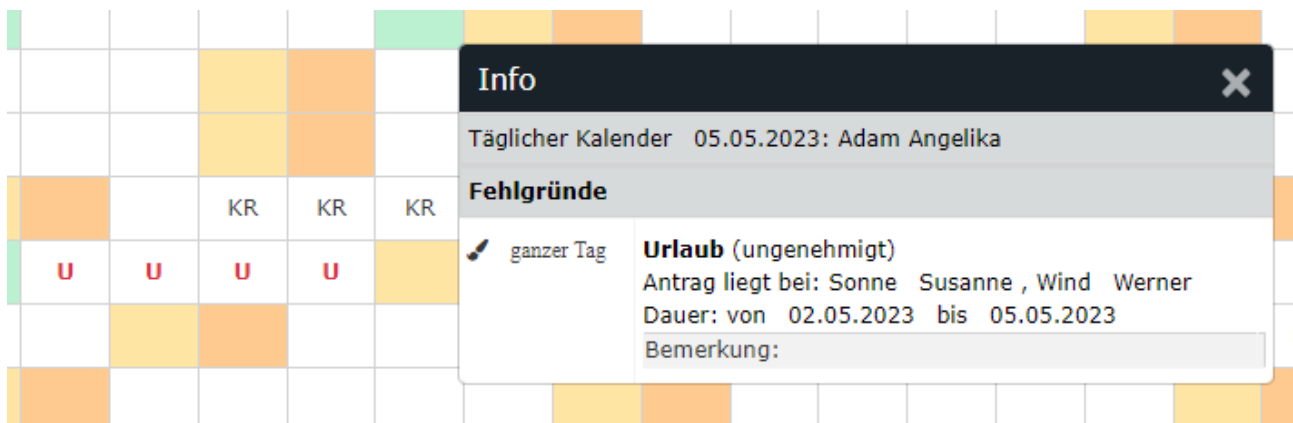 Info
Täglicher Kalender 05.05.2023: Adam Angelika
Fehlgründe
KR KR KR
ganzer Tag Urlaub (ungenehmigt)
U U U U
Antrag liegt bei: Sonne Susanne , Wind Werner
Dauer: von 02.05.2023 bis 05.05.2023
Bemerkung: